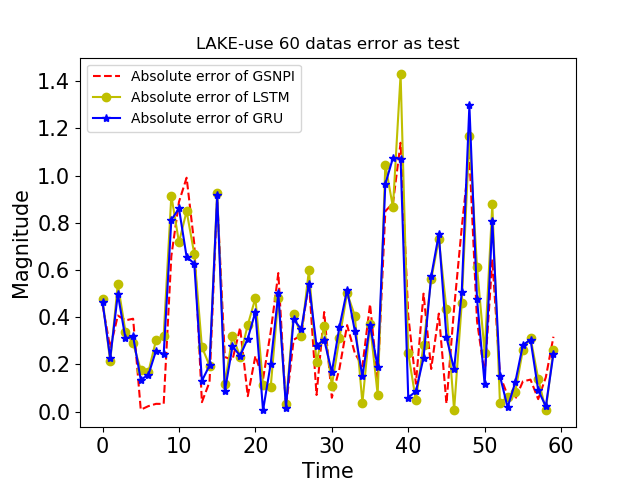 LAKE-use 60 datas error as test
Absolute error of GSNPI
Absolute error of LSTM
Absolute error of GRU
Magnitude
1.4
1.2
1.0
0.8
0.6
0.4
0.2
0.0
0 10 20 30 40 50 60
Time